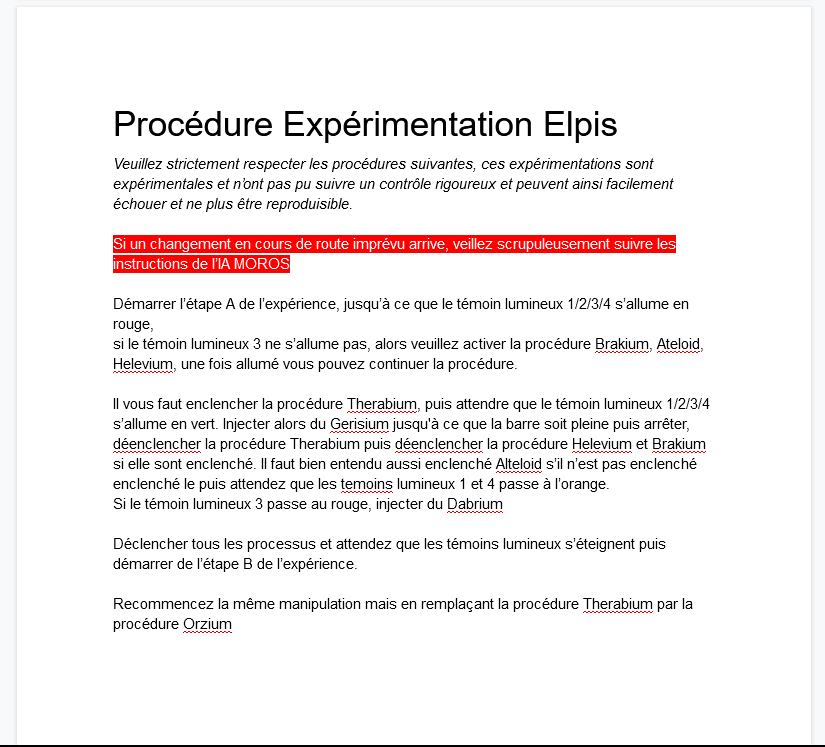 Procédure Expérimentation Elpis
Veuillez strictement respecter les procédures suivantes, ces expérimentations sont
expérimentales et n’ont pas pu suivre un contrôle rigoureux et peuvent ainsi facilement
échouer et ne plus être reproduisible.
Si un changement en cours de route imprévu arrive, veillez scrupuleusement suivre les
instructions de l’IA MOROS
Démarrer l’étape A de l’expérience, jusqu’à ce que le témoin lumineux 1/2/3/4 s’allume en
rouge,
si le témoin lumineux 3 ne s’allume pas, alors veuillez activer la procédure Brakium, Ateloid,
Helevium, une fois allumé vous pouvez continuer la procédure.
Il vous faut enclencher la procédure Therabium, puis attendre que le témoin lumineux 1/2/3/4
s’allume en vert. Injecter alors du Gerisium jusqu’à ce que la barre soit pleine puis arrêter,
déenclencher la procédure Therabium puis déenclencher la procédure Helevium et Brakium
si elle sont enclenché. Il faut bien entendu aussi enclenché Alteloid s’il n’est pas enclenché
enclenché le puis attendez que les temoins lumineux 1 et 4 passe à l’orange.
Si le témoin lumineux 3 passe au rouge, injecter du Dabrium
Déclencher tous les processus et attendez que les témoins lumineux s’éteignent puis
démarrer de l’étape B de l’expérience.
Recommencez la même manipulation mais en remplaçant la procédure Therabium par la
procédure Orzium